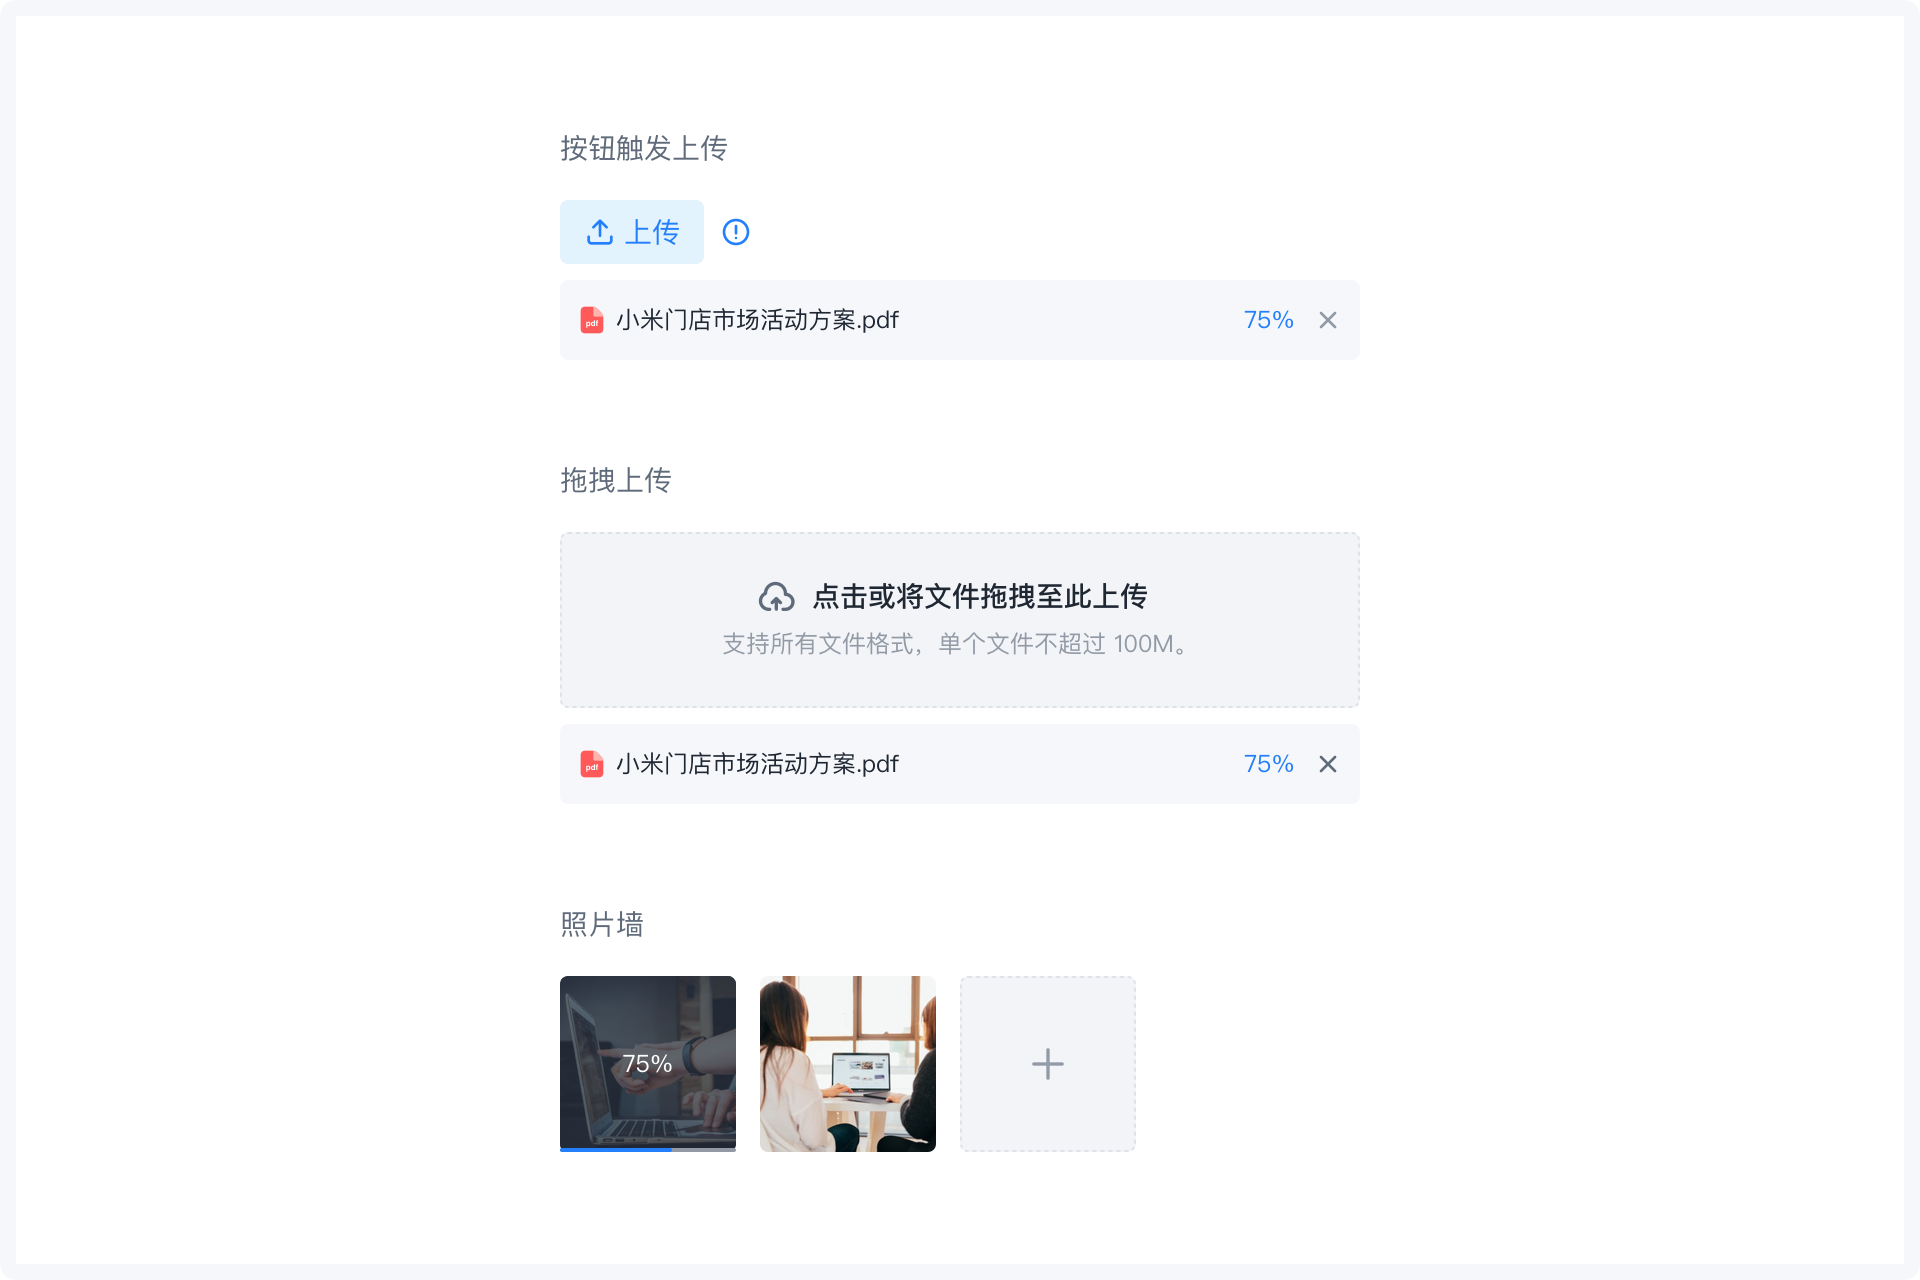 按钮触发上传
上传
pdf 小米门店市场活动方案.pdf 75%
拖拽上传
点击或将文件拖拽至此上传
支持所有文件格式，单个文件不超过 100M。
pdf 小米门店市场活动方案.pdf 75%
照片墙
75%